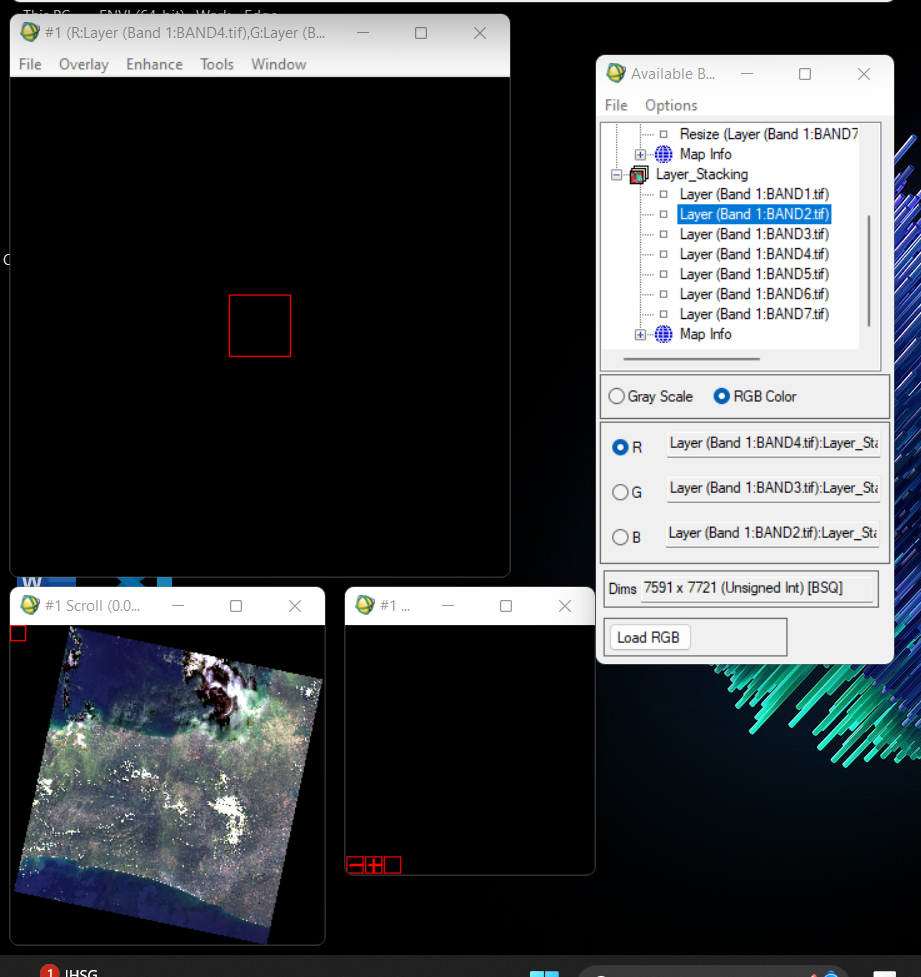 #1 (R:Layer (Band 1:BAND4.tif),G:Layer (B...
File Overlay Enhance Tools Window
Available B...
File Options
Resize (Layer (Band 1:BAND7
Map Info
Layer_Stacking
Layer (Band 1:BAND1.tif)
Layer (Band 1:BAND2.tif)
Layer (Band 1:BAND3.tif)
Layer (Band 1:BAND4.tif)
Layer (Band 1:BAND5.tif)
Layer (Band 1:BAND6.tif)
Layer (Band 1:BAND7.tif)
Map Info
Gray Scale RGB Color
R Layer (Band 1:BAND4.tif):Layer_Sta
G Layer (Band 1:BAND3.tif):Layer_Sta
B Layer (Band 1:BAND2.tif):Layer_Sta
Dims 7591 x 7721 (Unsigned Int) [BSQ]
Load RGB
W
#1 Scroll (0.0...
#1 ...
1 IHSG